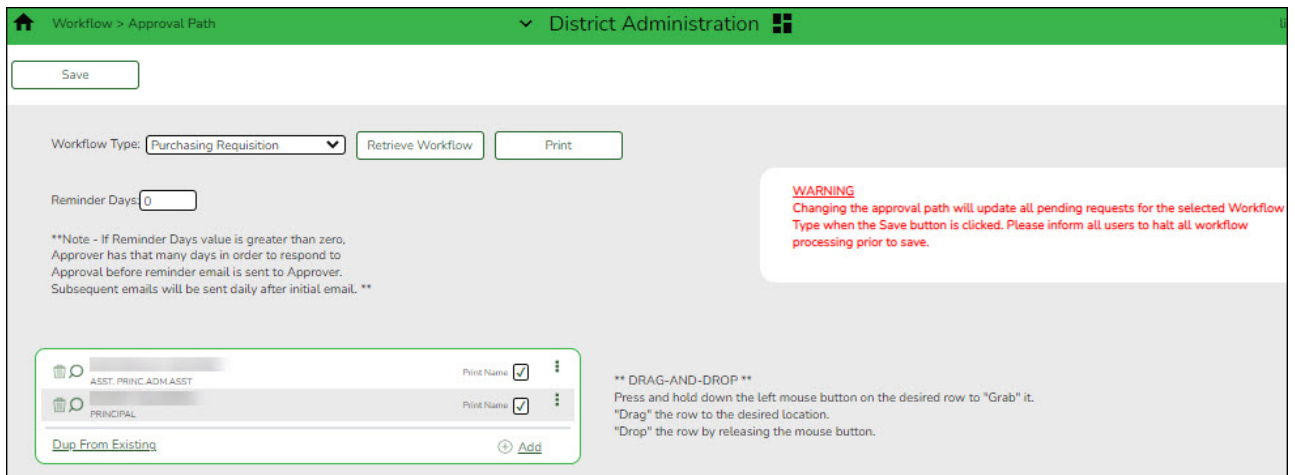 Workflow > Approval Path
District Administration
Save
Workflow Type: Purchasing Requisition Retrieve Workflow Print
Reminder Days: 0
WARNING
Changing the approval path will update all pending requests for the selected Workflow
Type when the Save button is clicked. Please inform all users to halt all workflow
processing prior to save.
**Note - If Reminder Days value is greater than zero,
Approver has that many days in order to respond to
Approval before reminder email is sent to Approver.
Subsequent emails will be sent daily after initial email. **
ASST. PRINC.ADM.ASST Print Name
PRINCIPAL Print Name
Dup From Existing Add
** DRAG-AND-DROP **
Press and hold down the left mouse button on the desired row to "Grab" it.
"Drag" the row to the desired location.
"Drop" the row by releasing the mouse button.